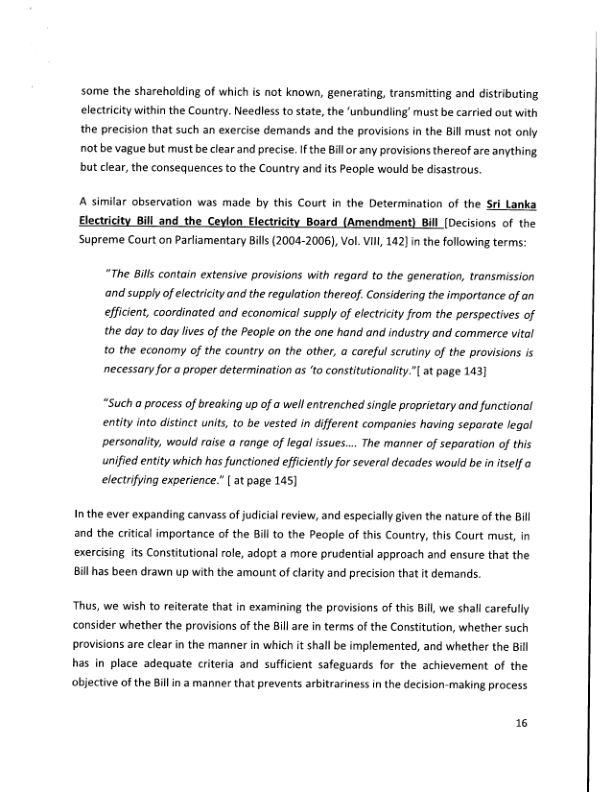 some the shareholding of which is not known, generating, transmitting and distributing
electricity within the Country. Needless to state, the 'unbundling' must be carried out with
the precision that such an exercise demands and the provisions in the Bill must not only
not be vague but must be clear and precise. If the Bill or any provisions thereof are anything
but clear, the consequences to the Country and its People would be disastrous.
A similar observation was made by this Court in the Determination of the Sri Lanka
Electricity Bill and the Ceylon Electricity Board (Amendment) Bill [Decisions of the
Supreme Court on Parliamentary Bills (2004-2006), Vol. VIII, 142] in the following terms:
"The Bills contain extensive provisions with regard to the generation, transmission
and supply of electricity and the regulation thereof. Considering the importance of an
efficient, coordinated and economical supply of electricity from the perspectives of
the day to day lives of the People on the one hand and industry and commerce vital
to the economy of the country on the other, a careful scrutiny of the provisions is
necessary for a proper determination as 'to constitutionality."[ at page 143]
"Such a process of breaking up of a well entrenched single proprietary and functional
entity into distinct units, to be vested in different companies having separate legal
personality, would raise a range of legal issues.... The manner of separation of this
unified entity which has functioned efficiently for several decades would be in itself a
electrifying experience." [ at page 145]
In the ever expanding canvass of judicial review, and especially given the nature of the Bill
and the critical importance of the Bill to the People of this Country, this Court must, in
exercising its Constitutional role, adopt a more prudential approach and ensure that the
Bill has been drawn up with the amount of clarity and precision that it demands.
Thus, we wish to reiterate that in examining the provisions of this Bill, we shall carefully
consider whether the provisions of the Bill are in terms of the Constitution, whether such
provisions are clear in the manner in which it shall be implemented, and whether the Bill
has in place adequate criteria and sufficient safeguards for the achievement of the
objective of the Bill in a manner that prevents arbitrariness in the decision-making process
16